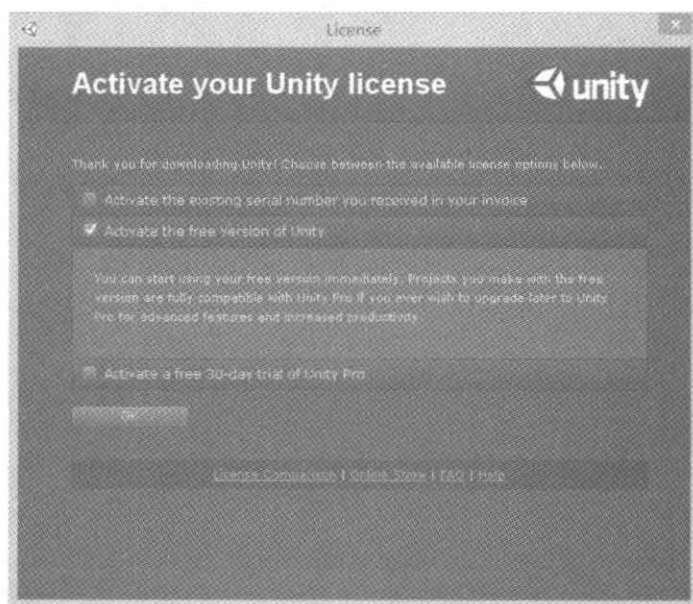 License
Activate your Unity license
unity
Thank you for downloading Unity! Choose between the available license options below.
Activate the existing serial number you received in your invoice
Activate the free version of Unity
You can start using your free version immediately. Projects you make with the free
version are fully compatible with Unity Pro if you ever wish to upgrade later to Unity
Pro for advanced features and increased productivity.
Activate a free 30-day trial of Unity Pro
OK
License Comparison | Online Store | FAQ | Help